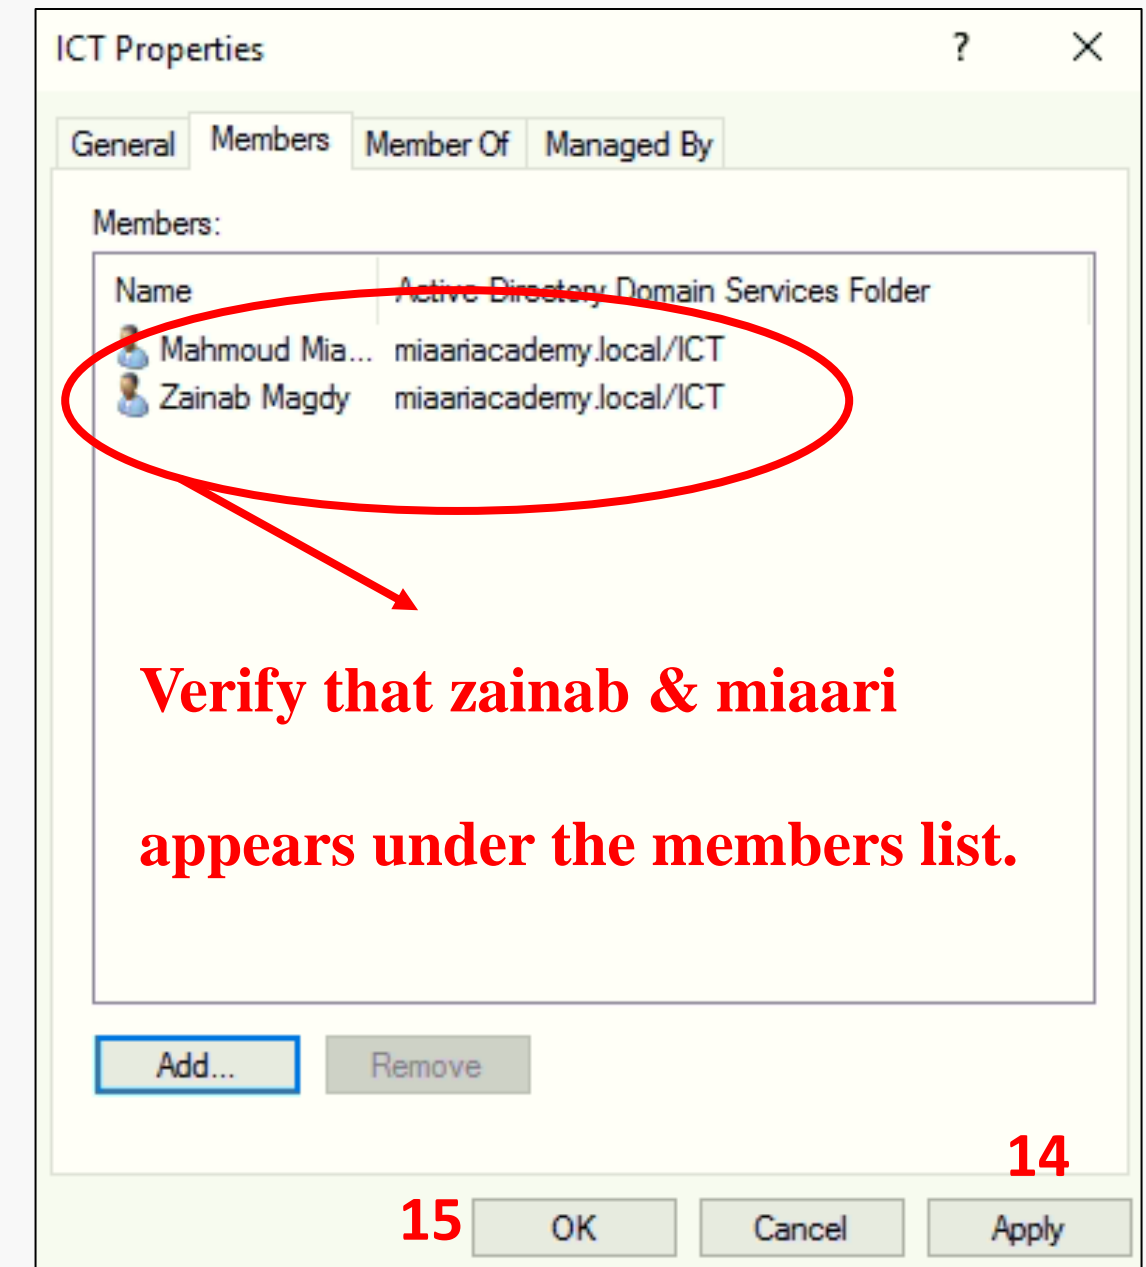 ICT Properties
?
General Members Member Of Managed By
Members:
Name Active Directory Domain Services Folder
Mahmoud Mia... miaariacademy.local/ICT
Zainab Magdy miaariacademy.local/ICT
Verify that zainab & miaari
appears under the members list.
Add... Remove
14
15 OK Cancel Apply